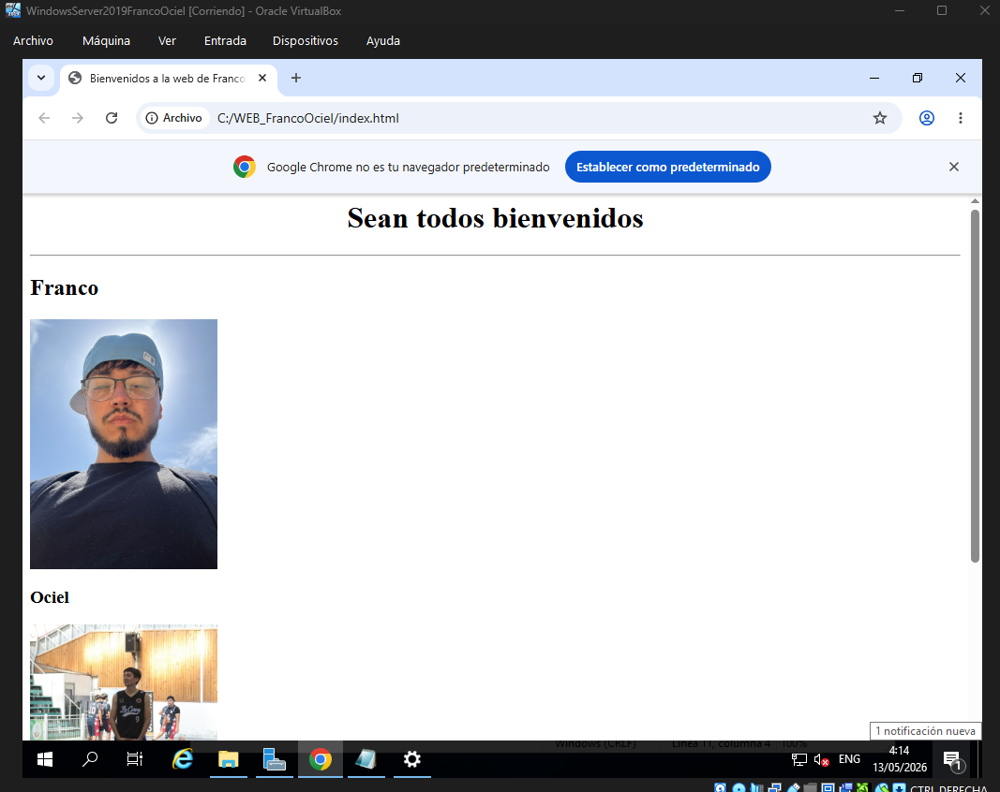 WindowsServer2019FrancoOciel [Corriendo] - Oracle VirtualBox
Archivo Máquina Ver Entrada Dispositivos Ayuda
Bienvenidos a la web de Franco
Archivo C:/WEB_FrancoOciel/index.html
Google Chrome no es tu navegador predeterminado Establecer como predeterminado
Sean todos bienvenidos
Franco
Ociel
9
1 notificación nueva
Windows (CRLF) Línea 11, columna 4 100%
ENG
4:14
13/05/2026
1
CTRL DERECHA